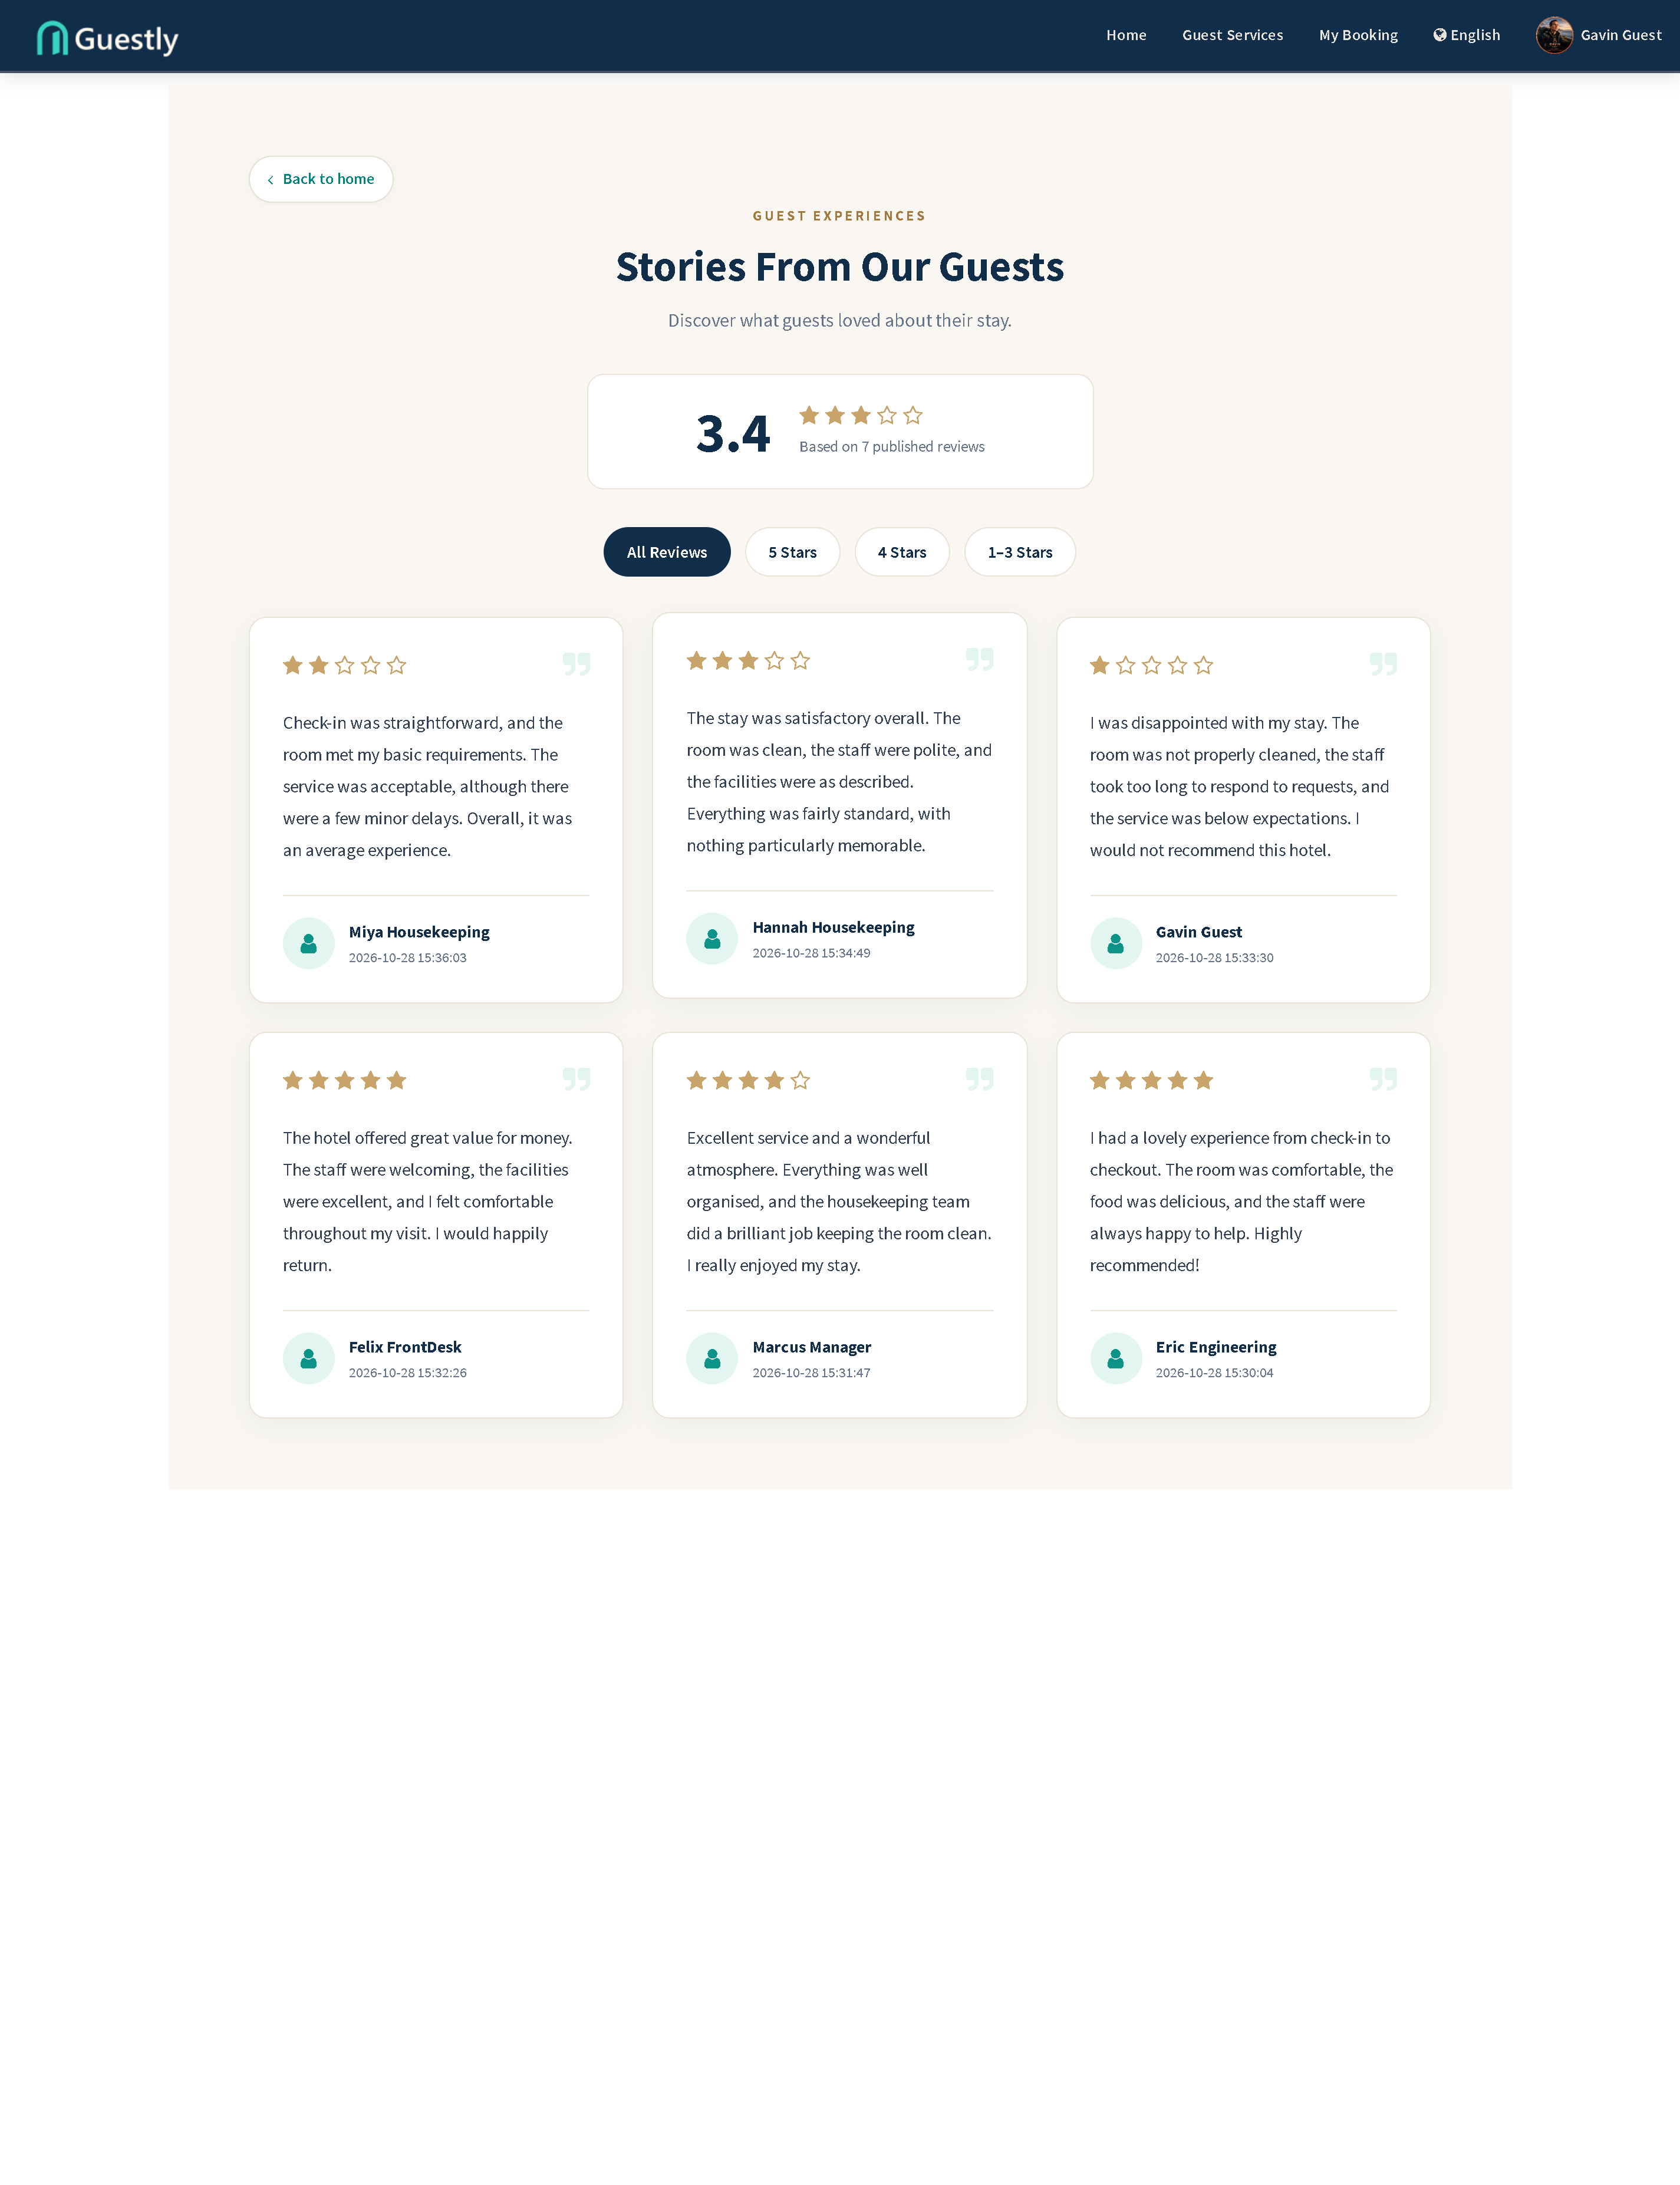 Guestly
Home
Guest Services
My Booking
English
Gavin Guest
Back to home
GUEST EXPERIENCES
Stories From Our Guests
Discover what guests loved about their stay.
3.4
Based on 7 published reviews
All Reviews
5 Stars
4 Stars
1–3 Stars
Check-in was straightforward, and the
room met my basic requirements. The
service was acceptable, although there
were a few minor delays. Overall, it was
an average experience.
Miya Housekeeping
2026-10-28 15:36:03
The stay was satisfactory overall. The
room was clean, the staff were polite, and
the facilities were as described.
Everything was fairly standard, with
nothing particularly memorable.
Hannah Housekeeping
2026-10-28 15:34:49
I was disappointed with my stay. The
room was not properly cleaned, the staff
took too long to respond to requests, and
the service was below expectations. I
would not recommend this hotel.
Gavin Guest
2026-10-28 15:33:30
The hotel offered great value for money.
The staff were welcoming, the facilities
were excellent, and I felt comfortable
throughout my visit. I would happily
return.
Felix FrontDesk
2026-10-28 15:32:26
Excellent service and a wonderful
atmosphere. Everything was well
organised, and the housekeeping team
did a brilliant job keeping the room clean.
I really enjoyed my stay.
Marcus Manager
2026-10-28 15:31:47
I had a lovely experience from check-in to
checkout. The room was comfortable, the
food was delicious, and the staff were
always happy to help. Highly
recommended!
Eric Engineering
2026-10-28 15:30:04